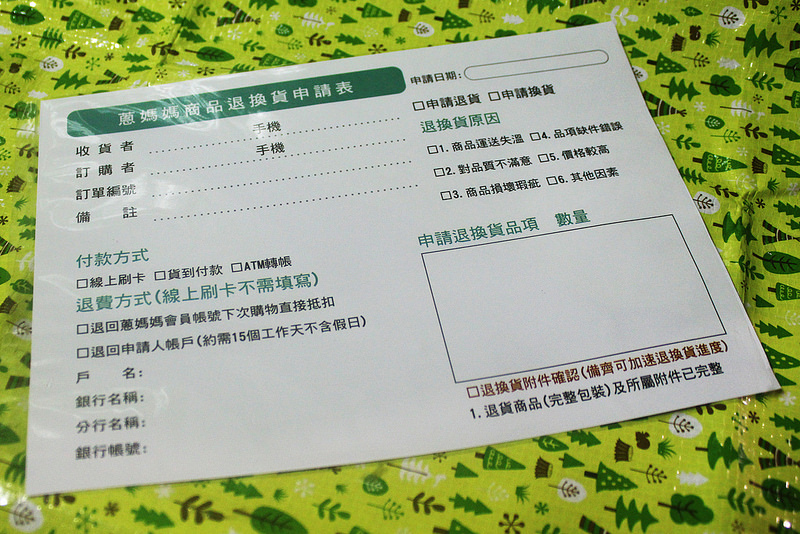 蔥媽媽商品退換貨申請表
收貨者 手機
訂購者 手機
訂單編號
備 註
付款方式
□線上刷卡 □貨到付款 □ATM轉帳
退費方式(線上刷卡不需填寫)
□退回蔥媽媽會員帳號下次購物直接抵扣
□退回申請人帳戶(約需15個工作天不含假日)
戶 名:
銀行名稱:
分行名稱:
銀行帳號:
申請日期:
□申請退貨 □申請換貨
退換貨原因
□1. 商品運送失溫 □4. 品項缺件錯誤
□2. 對品質不滿意 □5. 價格較高
□3. 商品損壞瑕疵 □6. 其他因素
申請退換貨品項 數量
□退換貨附件確認(備齊可加速退換貨進度)
1. 退貨商品(完整包裝)及所屬附件已完整